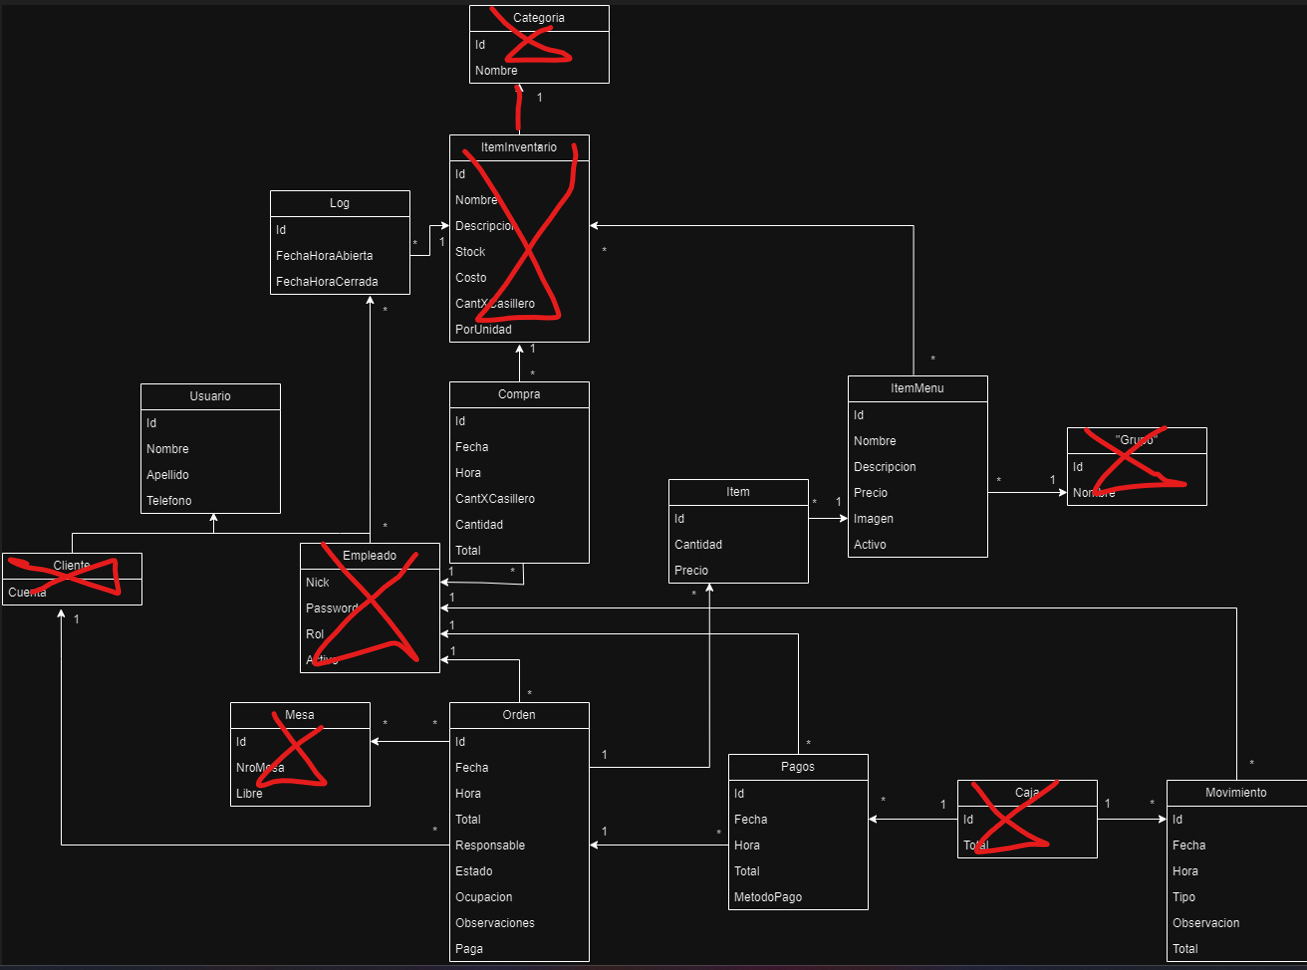 Categoria
Id
Nombre
1
ItemInventario
Id
Nombre
Descripcion
Stock
Costo
CantXCasillero
PorUnidad
*
1
*
Log
Id
FechaHoraAbierta
FechaHoraCerrada
*
1
*
Compra
Id
Fecha
Hora
CantXCasillero
Cantidad
Total
*
Usuario
Id
Nombre
Apellido
Telefono
*
ItemMenu
Id
Nombre
Descripcion
Precio
Imagen
Activo
*
1
"Grupo"
Id
Nombre
Item
Id
Cantidad
Precio
*
1
*
Cliente
Cuenta
1
*
Empleado
Nick
Password
Rol
Activo
1
1
1
1
*
Mesa
Id
NroMesa
Libre
*
*
Orden
Id
Fecha
Hora
Total
Responsable
Estado
Ocupacion
Observaciones
Paga
*
1
1
*
*
Pagos
Id
Fecha
Hora
Total
MetodoPago
*
1
Caja
Id
Total
1
*
*
Movimiento
Id
Fecha
Hora
Tipo
Observacion
Total